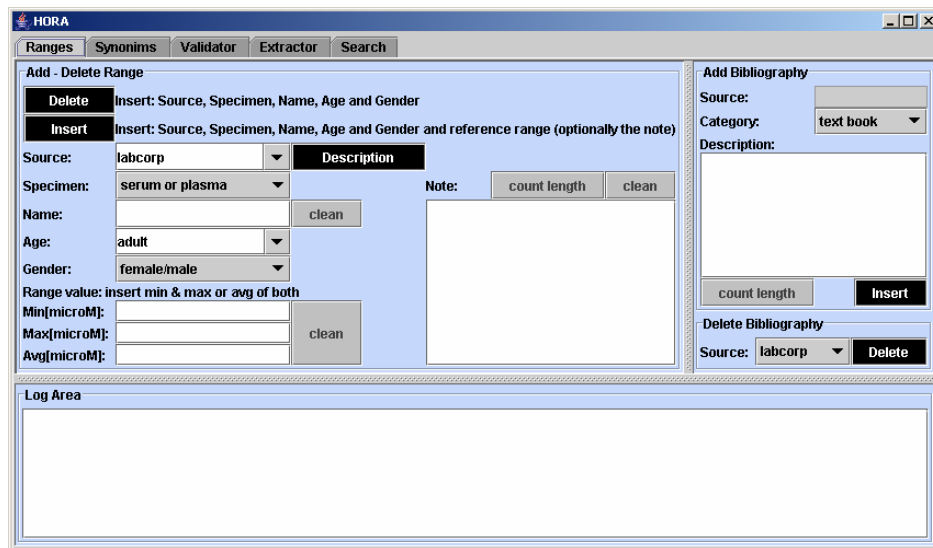 HORA
Ranges Synonims Validator Extractor Search
Add - Delete Range
Delete Insert: Source, Specimen, Name, Age and Gender
Insert Insert: Source, Specimen, Name, Age and Gender and reference range (optionally the note)
Source: labcorp Description
Specimen: serum or plasma Note: count length clean
Name: clean
Age: adult
Gender: female/male
Range value: insert min & max or avg of both
Min[microM]:
Max[microM]: clean
Avg[microM]:
Add Bibliography
Source:
Category: text book
Description:
count length Insert
Delete Bibliography
Source: labcorp Delete
Log Area